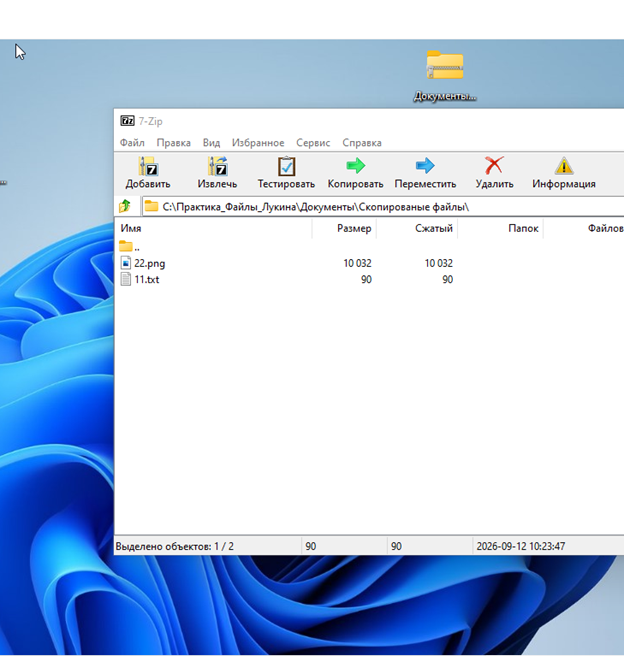 Документы...
...
7-Zip
Файл Правка Вид Избранное Сервис Справка
Добавить Извлечь Тестировать Копировать Переместить Удалить Информация
C:\Практика_Файлы_Лукина\Документы\Скопированые файлы\
Имя Размер Сжатый Папок Файлов
..
22.png 10 032 10 032
11.txt 90 90
Выделено объектов: 1 / 2 90 90 2026-09-12 10:23:47